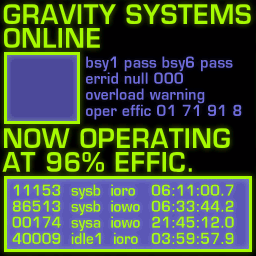 GRAVITY SYSTEMS
ONLINE
bsy1 pass bsy6 pass
errid null 000
overload warning
oper effic 01 71 91 8
NOW OPERATING
AT 96% EFFIC.
11153 sysb ioro 06:11:00.7
86513 sysb iowo 06:33:44.2
00174 sysa iowo 21:45:12.0
40009 idle1 ioro 03:59:57.9